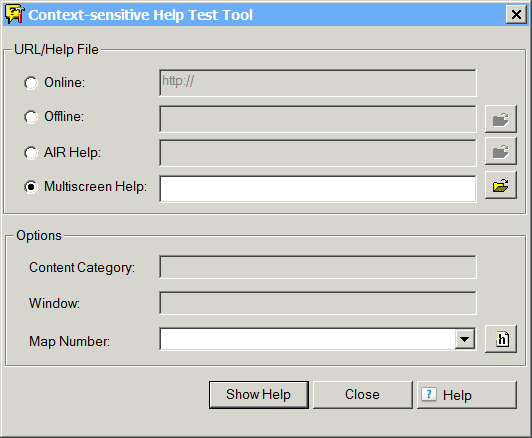 Context-sensitive Help Test Tool
URL/Help File
Online: http://
Offline:
AIR Help:
Multiscreen Help:
Options
Content Category:
Window:
Map Number:
h
Show Help Close ? Help